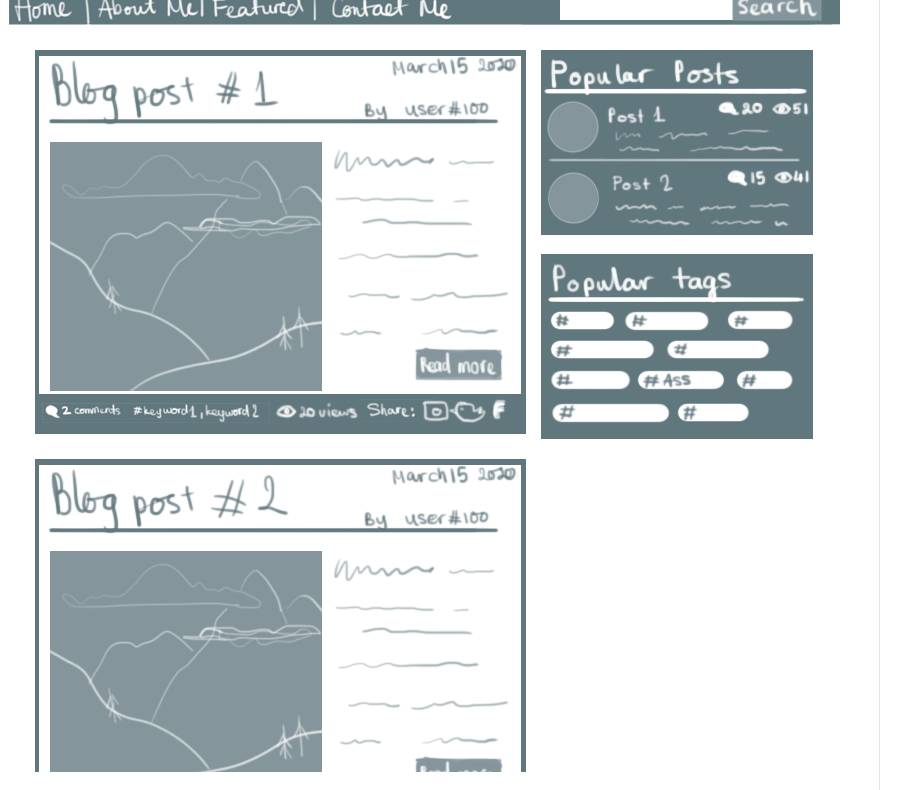 Home | About Me | Featured | Contact Me
Search
Blog post #1
March 15 2020
By user#100
Read more
2 comments #keyword1, keyword2 20 views Share: F
Blog post #2
March 15 2020
By user#100
Read more
Popular Posts
Post 1 20 51
Post 2 15 41
Popular tags
# # #
# #
# #Ass #
# #